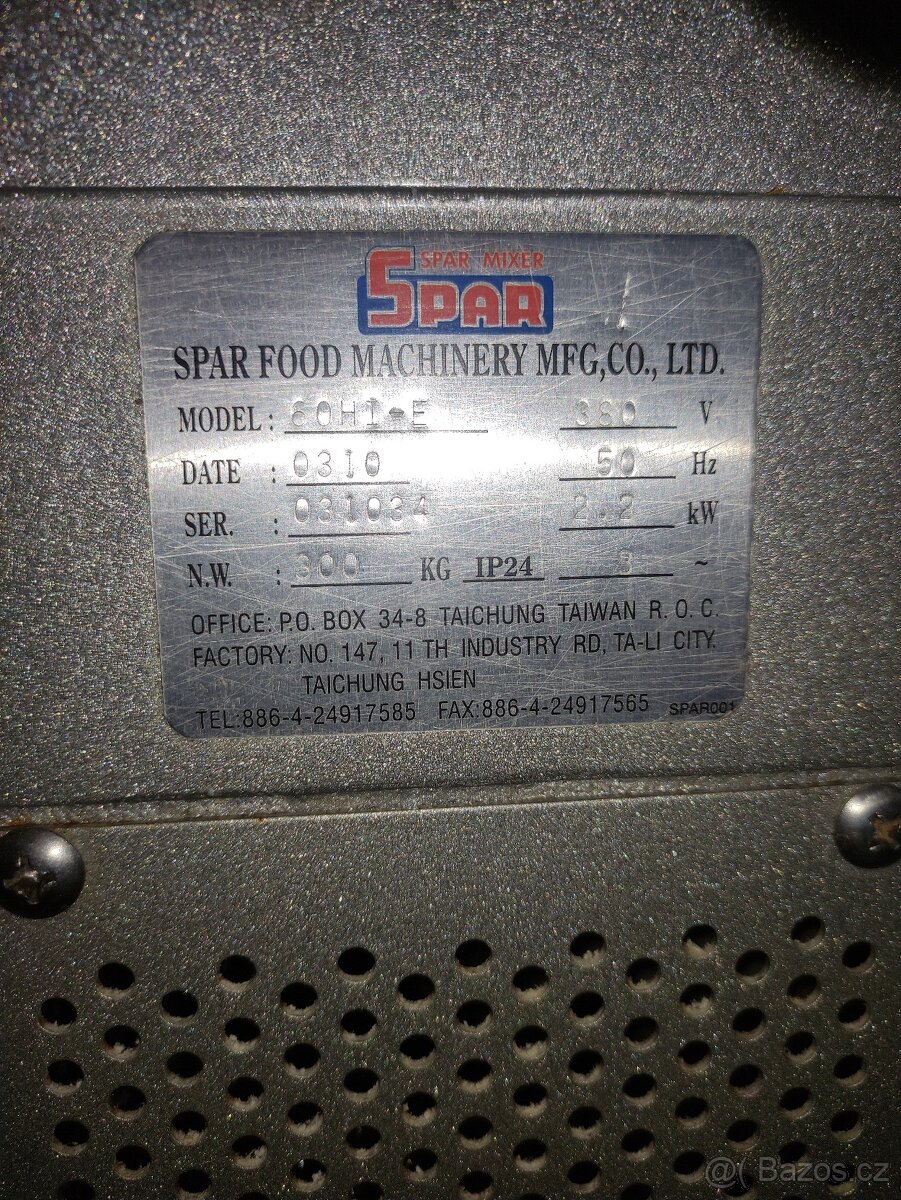 SPAR MIXER
SPAR
SPAR FOOD MACHINERY MFG,CO., LTD.
MODEL : 60HI-E 380 V
DATE : 0310 50 Hz
SER. : 031034 2.2 kW
N.W. : 300 KG IP24 3 ~
OFFICE: P.O. BOX 34-8 TAICHUNG TAIWAN R. O. C.
FACTORY: NO. 147, 11 TH INDUSTRY RD, TA-LI CITY.
TAICHUNG HSIEN
TEL:886-4-24917585 FAX:886-4-24917565 SPAR001
@( Bazos.cz